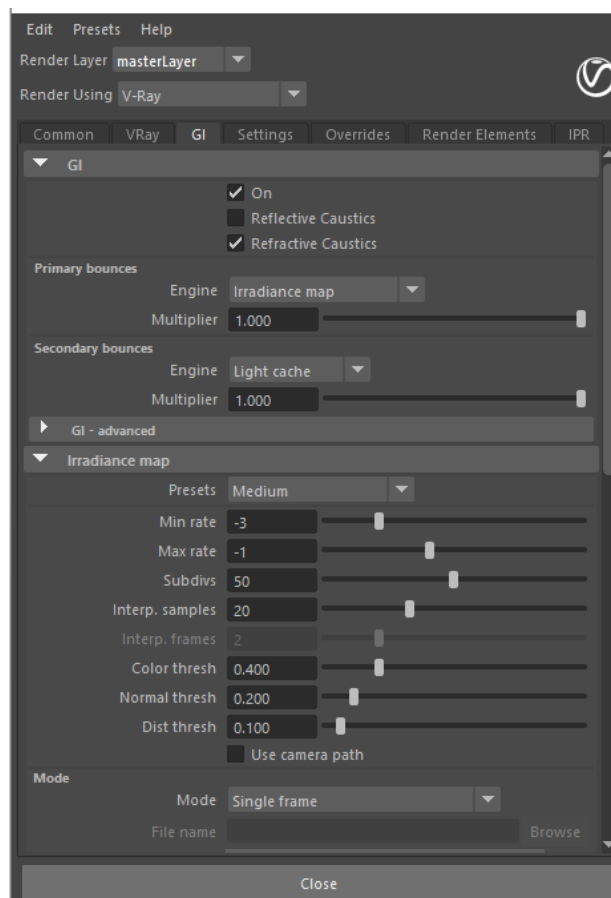 Edit Presets Help
Render Layer masterLayer
Render Using V-Ray
Common VRay GI Settings Overrides Render Elements IPR
GI
On
Reflective Caustics
Refractive Caustics
Primary bounces
Engine Irradiance map
Multiplier 1.000
Secondary bounces
Engine Light cache
Multiplier 1.000
GI - advanced
Irradiance map
Presets Medium
Min rate -3
Max rate -1
Subdivs 50
Interp. samples 20
Interp. frames 2
Color thresh 0.400
Normal thresh 0.200
Dist thresh 0.100
Use camera path
Mode
Mode Single frame
File name Browse
Close